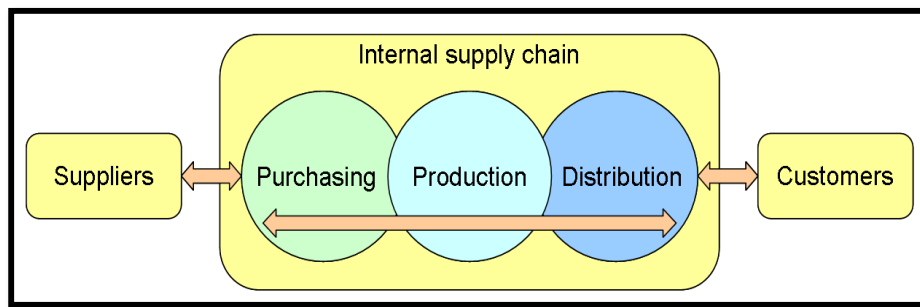 Internal supply chain
Suppliers
Purchasing
Production
Distribution
Customers